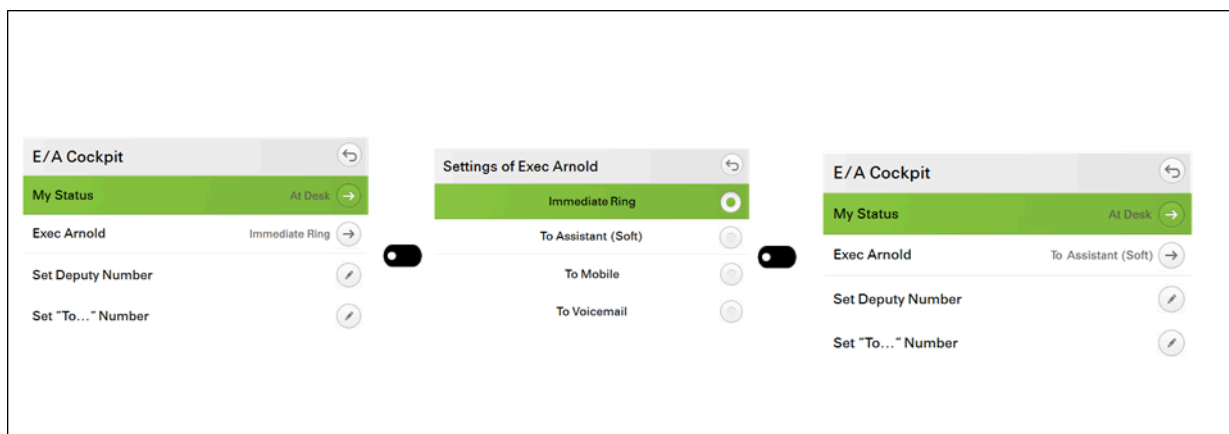 E/A Cockpit
My Status At Desk
Exec Arnold Immediate Ring
Set Deputy Number
Set "To..." Number
Settings of Exec Arnold
Immediate Ring
To Assistant (Soft)
To Mobile
To Voicemail
E/A Cockpit
My Status At Desk
Exec Arnold To Assistant (Soft)
Set Deputy Number
Set "To..." Number